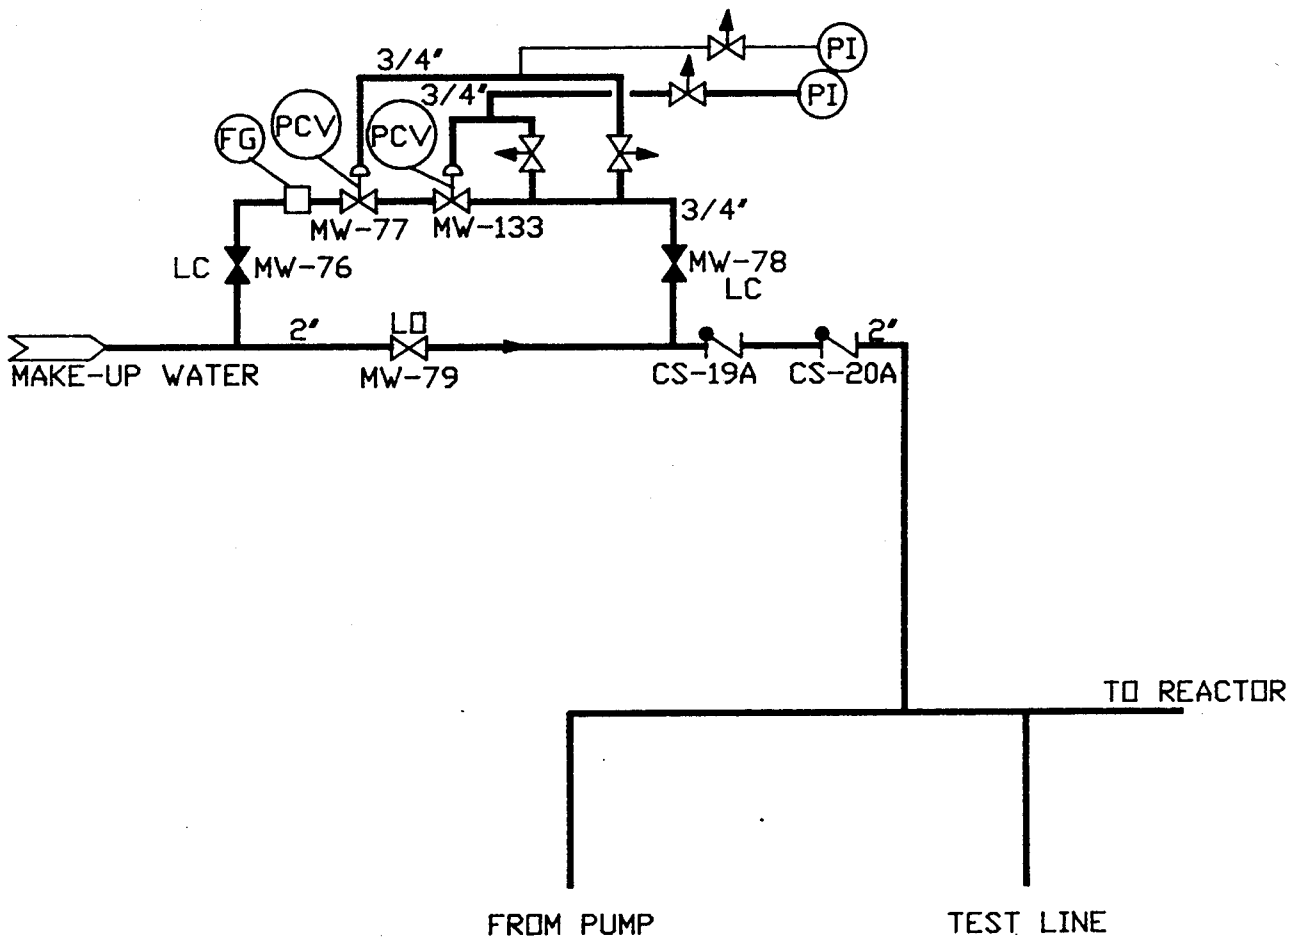 PI
3/4"
3/4"
PI
PCV
PCV
FG
3/4"
MW-77
MW-133
LC
MW-76
MW-78
LC
2"
LO
2"
MAKE-UP WATER
MW-79
CS-19A
CS-20A
TO REACTOR
FROM PUMP
TEST LINE